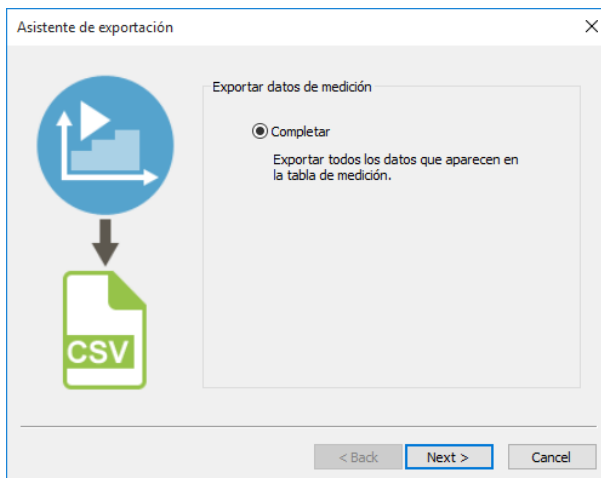 Asistente de exportación
Exportar datos de medición
Completar
Exportar todos los datos que aparecen en
la tabla de medición.
CSV
< Back
Next >
Cancel